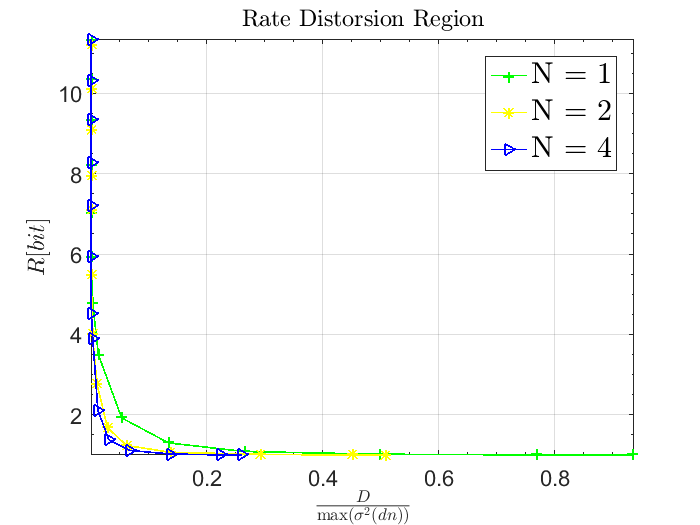 Rate Distorsion Region
N = 1
N = 2
N = 4
R[bit]
10
8
6
4
2
0.2 0.4 0.6 0.8
D
max(σ²(dn))